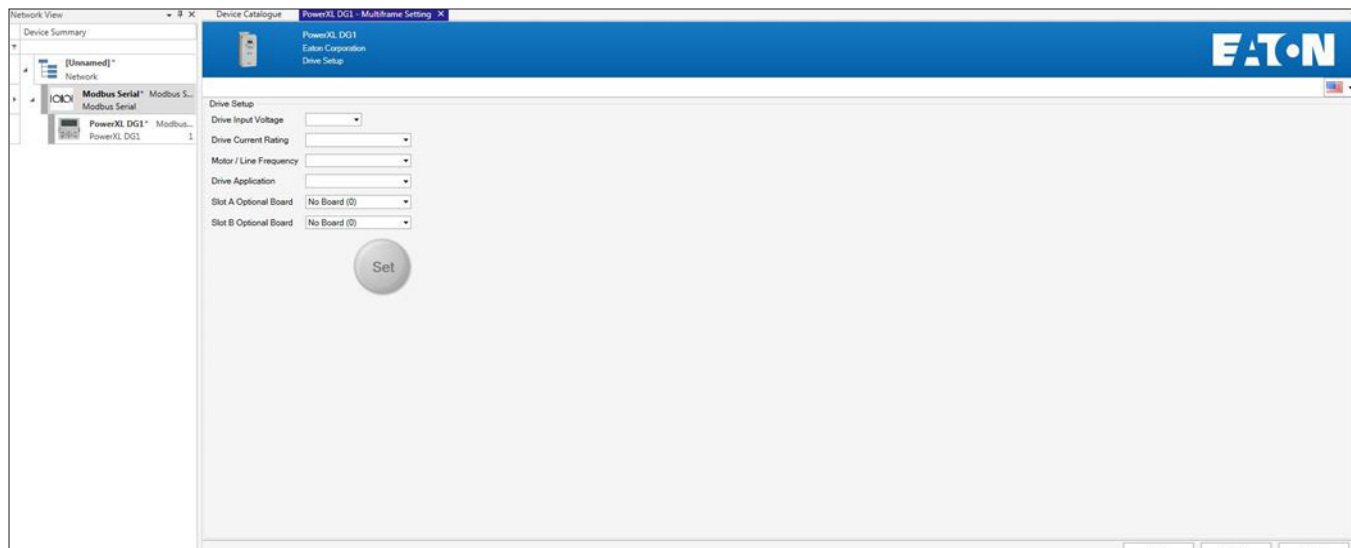 Network View
Device Summary
[Unnamed]*
Network
Modbus Serial* Modbus S...
Modbus Serial
PowerXL DG1* Modbus...
PowerXL DG1 1
Device Catalogue PowerXL DG1 - Multiframe Setting X
PowerXL DG1
Eaton Corporation
Drive Setup
EATON
Drive Setup
Drive Input Voltage
Drive Current Rating
Motor / Line Frequency
Drive Application
Slot A Optional Board No Board (0)
Slot B Optional Board No Board (0)
Set